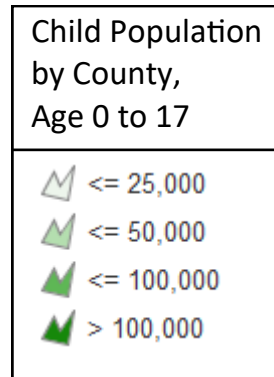 Child Population
by County,
Age 0 to 17
<= 25,000
<= 50,000
<= 100,000
> 100,000